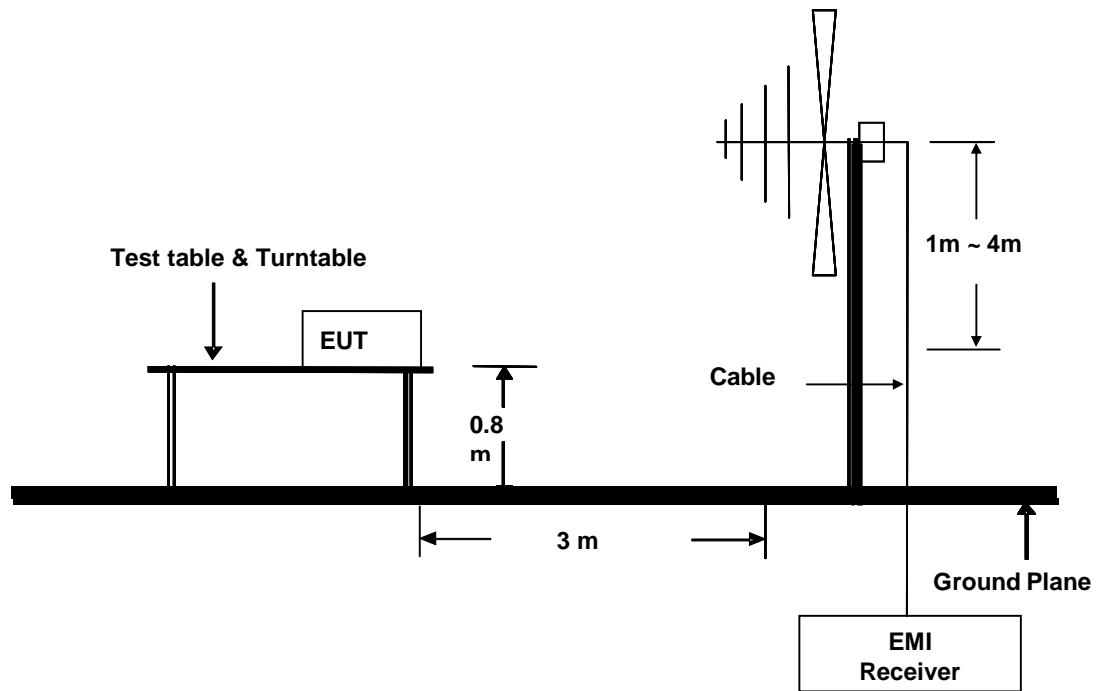 1m ~ 4m
Test table & Turntable
EUT
Cable
0.8
m
3 m
Ground Plane
EMI
Receiver